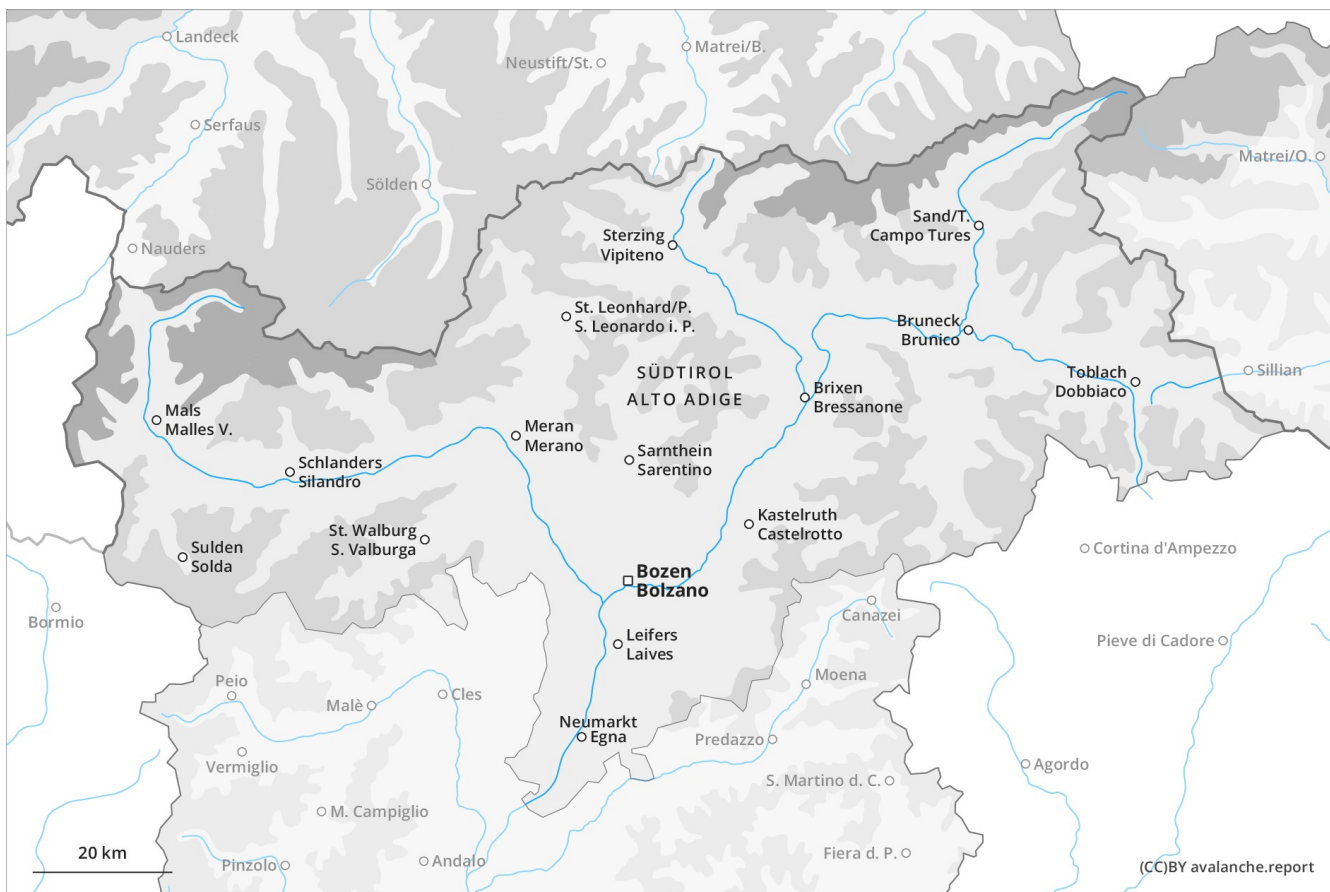 Landeck
Matrei/B.
Neustift/St.
Serfaus
Matrei/O.
Sölden
Sand/T.
Campo Tures
Sterzing
Vipiteno
Nauders
St. Leonhard/P.
S. Leonardo i. P.
Bruneck
Brunico
SÜDTIROL
ALTO ADIGE
Toblach
Dobbiaco
Sillian
Brixen
Bressanone
Mals
Malles V.
Meran
Merano
Sarnthein
Sarentino
Schlanders
Silandro
Kastelruth
Castelrotto
St. Walburg
S. Valburga
Sulden
Solda
Cortina d'Ampezzo
Bozen
Bolzano
Bormio
Canazei
Leifers
Laives
Pieve di Cadore
Peio
Moena
Malè
Cles
Neumarkt
Egna
Predazzo
Vermiglio
Agordo
S. Martino d. C.
M. Campiglio
20 km
Pinzolo
Andalo
Fiera d. P.
(CC)BY avalanche.report